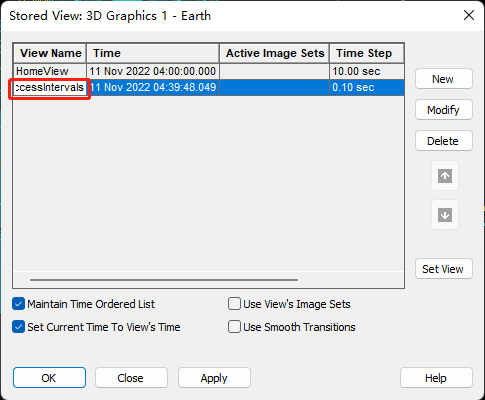 Stored View: 3D Graphics 1 - Earth
View Name Time Active Image Sets Time Step
HomeView 11 Nov 2022 04:00:00.000 10.00 sec
ccessIntervals 11 Nov 2022 04:39:48.049 0.10 sec
New
Modify
Delete
Set View
Maintain Time Ordered List Use View's Image Sets
Set Current Time To View's Time Use Smooth Transitions
OK Close Apply Help